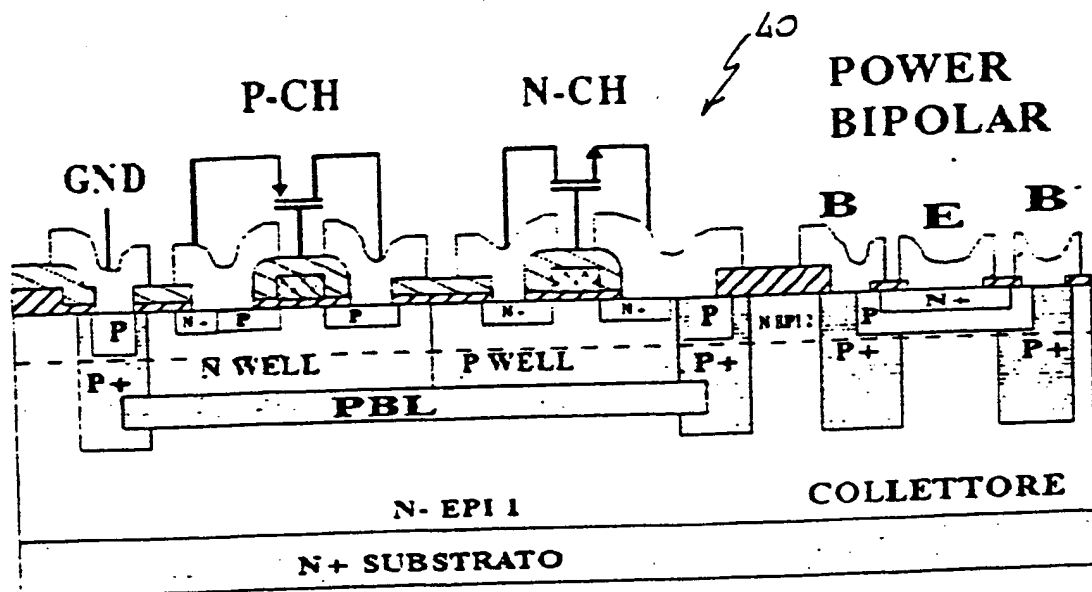 40
POWER
BIPOLAR
P-CH
N-CH
GND
B
E
B
P
N-
P
P
N-
N-
P
N EPI 2
P
N+
P+
N WELL
P WELL
P+
P+
P+
PBL
N- EPI 1
COLLETTORE
N+ SUBSTRATO